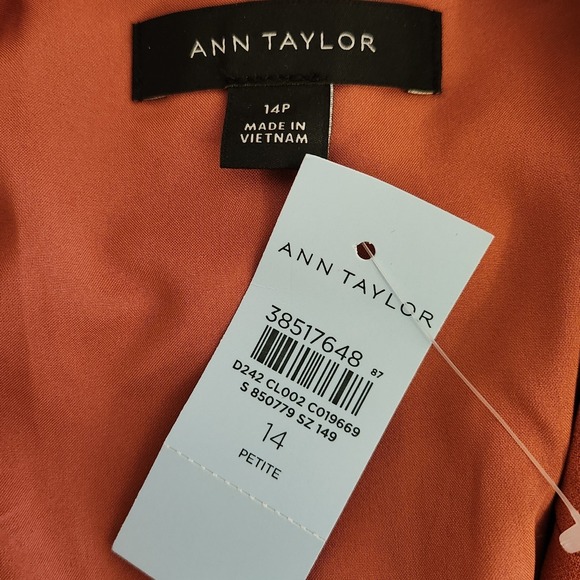 ANN TAYLOR
14P
MADE IN
VIETNAM
ANN TAYLOR
38517648 87
D242 CL002 C019669
S 850779 SZ 149
14
PETITE